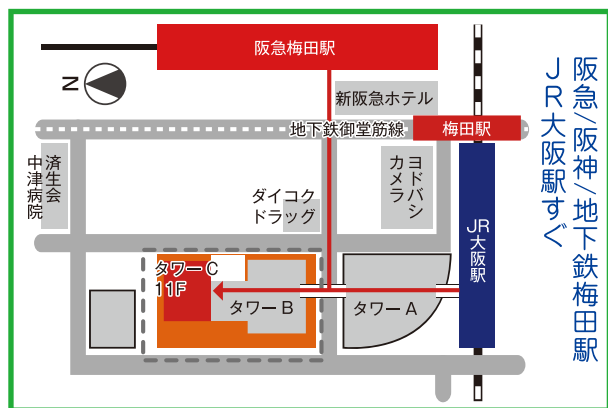 阪急/阪神/地下鉄梅田駅
JR大阪駅すぐ
阪急梅田駅
N
新阪急ホテル
地下鉄御堂筋線
梅田駅
済生会
中津病院
ヨドバシ
カメラ
ダイコク
ドラッグ
JR大阪駅
タワーC
11F
タワーB
タワーA